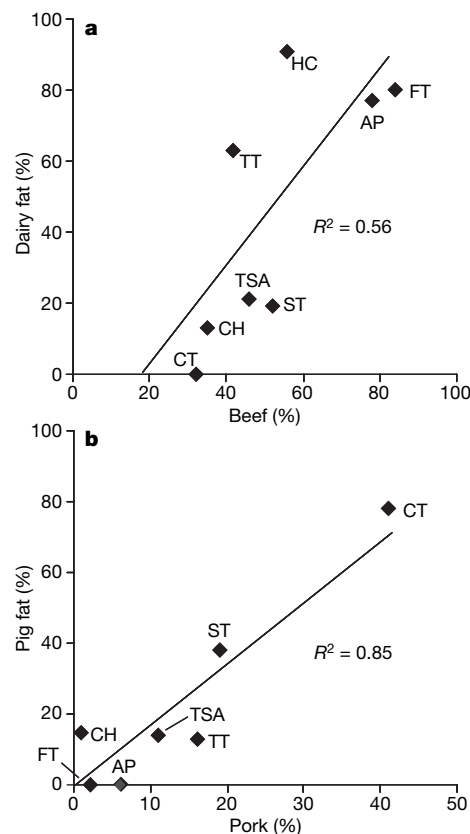 a
100
80
60
40
20
0
Dairy fat (%)
HC
FT
AP
TT
R² = 0.56
TSA
ST
CH
CT
0 20 40 60 80 100
Beef (%)
b
100
80
60
40
20
0
Pig fat (%)
CT
ST
R² = 0.85
TSA
CH
TT
FT
AP
0 10 20 30 40 50
Pork (%)